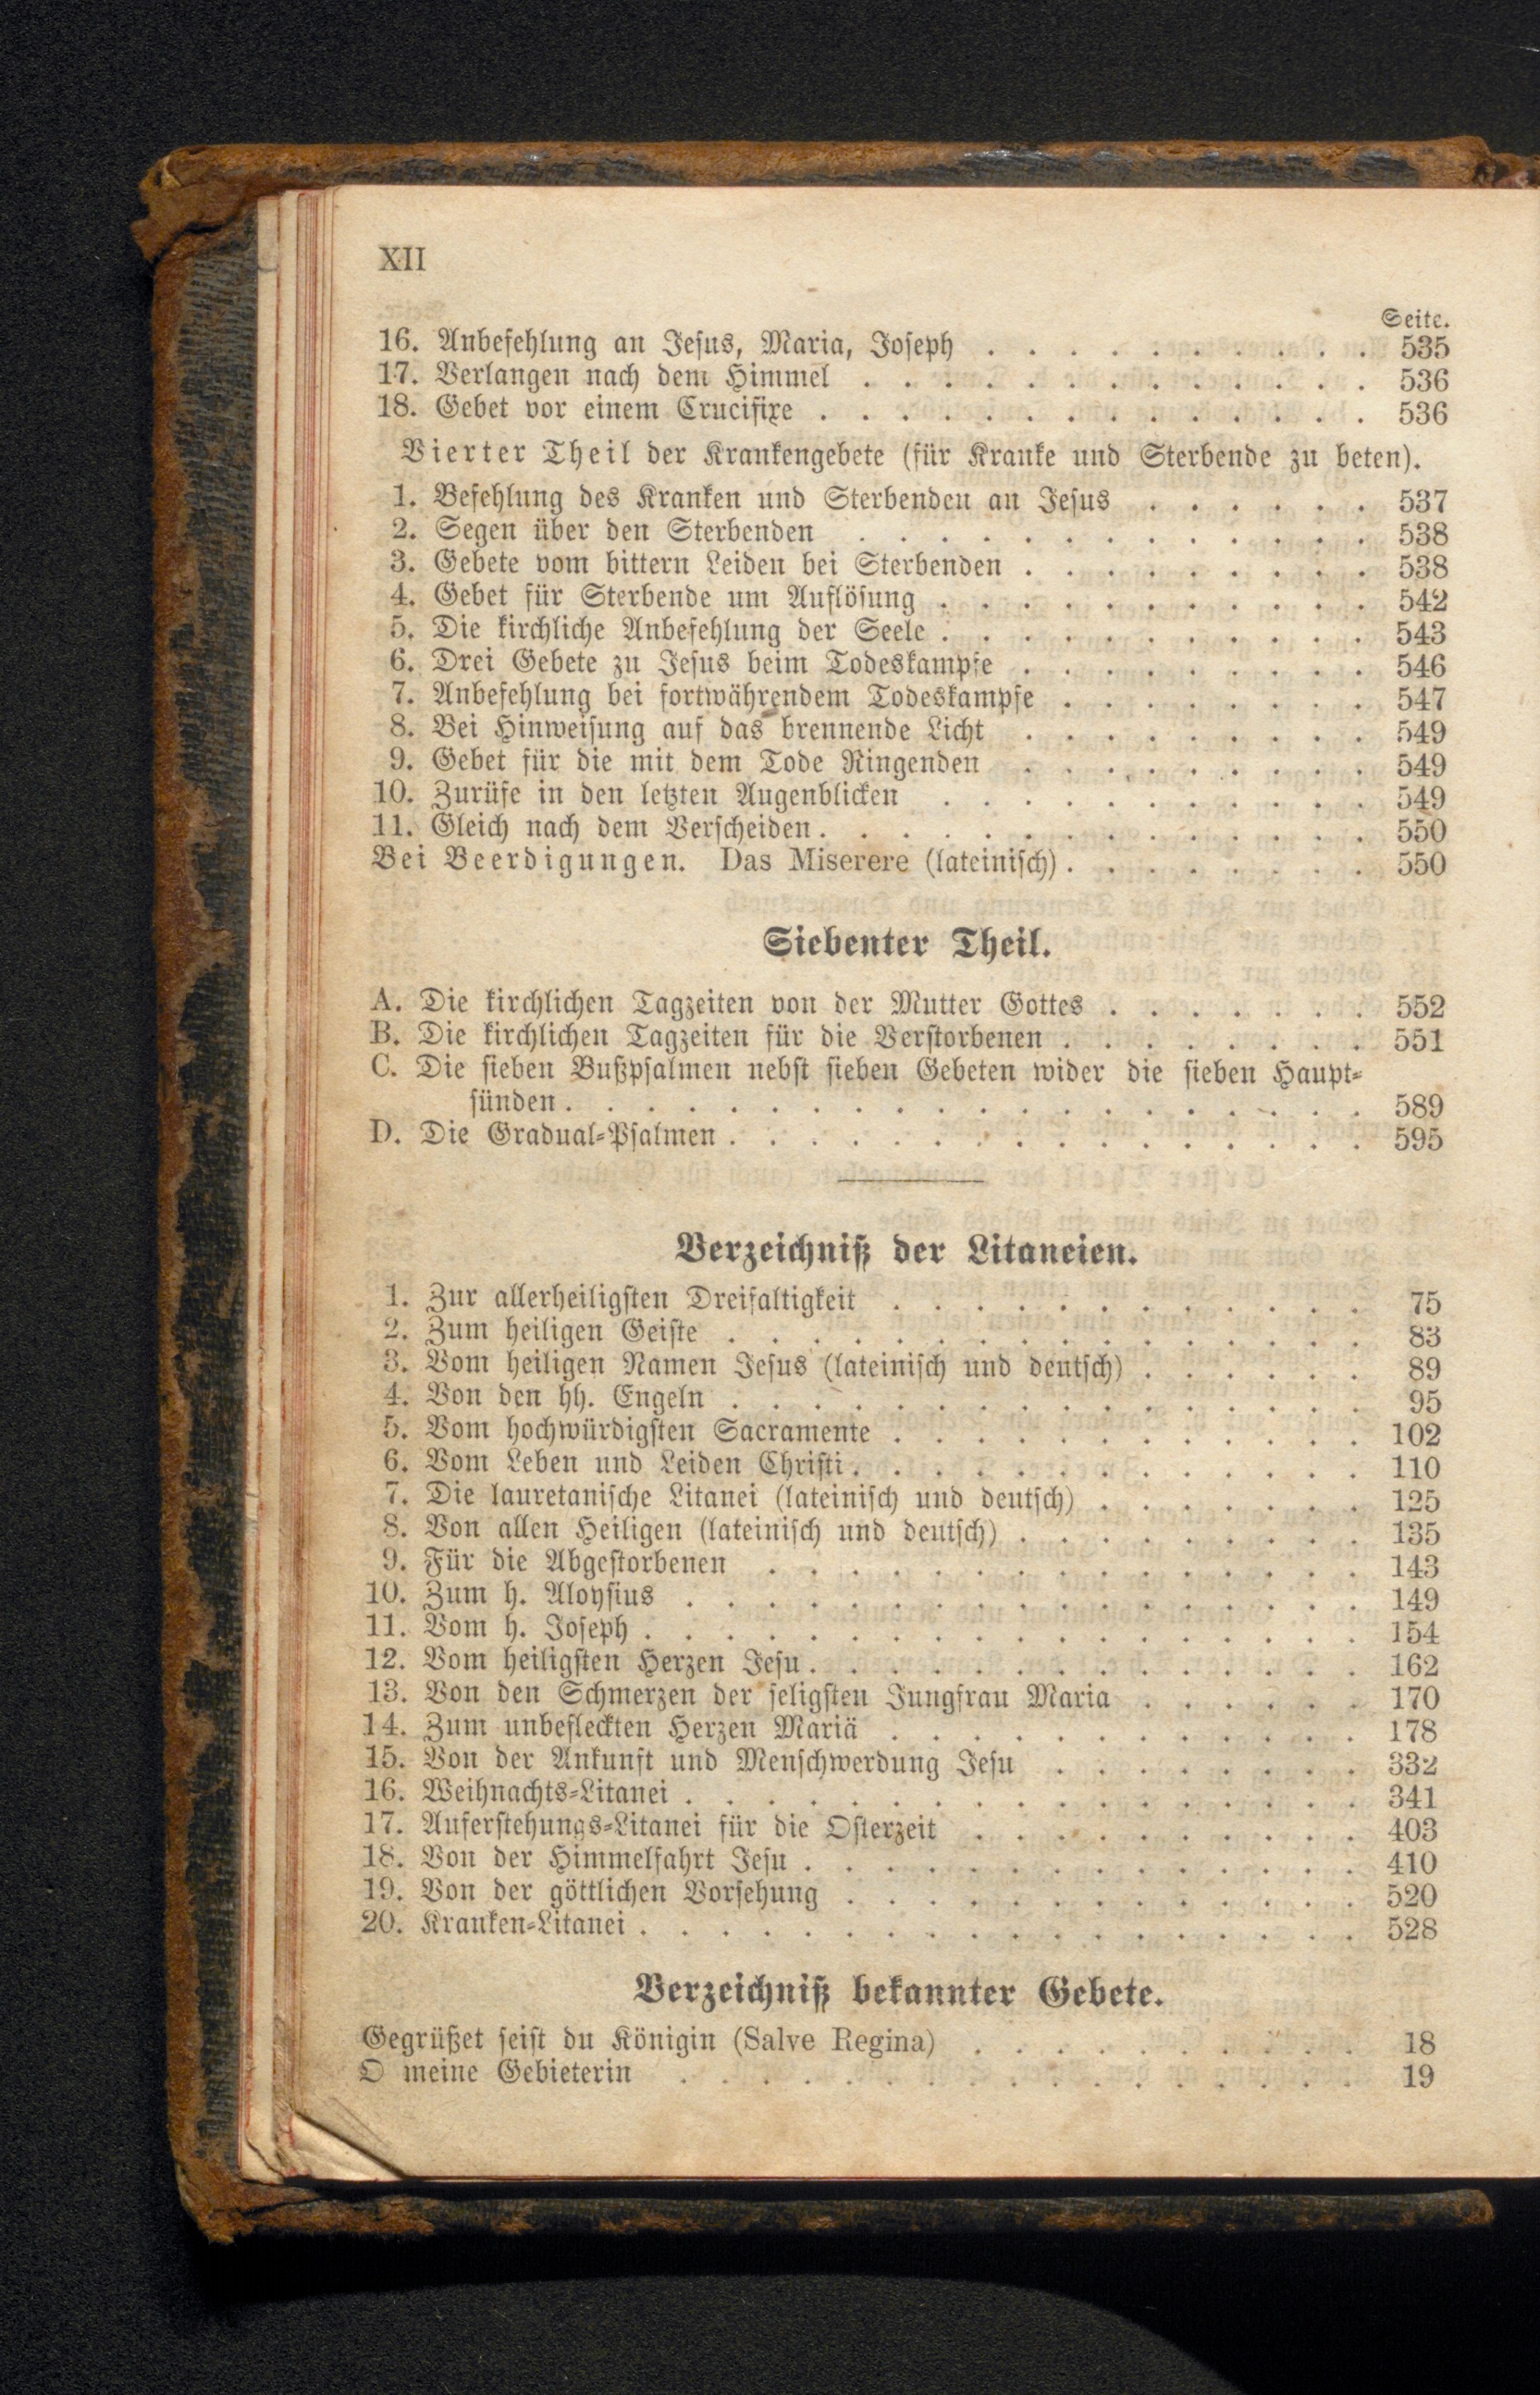 XII
Seite.
16. Anbefehlung an Jesus, Maria, Joseph . . . . . . . . . . 535
17. Verlangen nach dem Himmel . . . . . . . . . . . . . 536
18. Gebet vor einem Crucifixe . . . . . . . . . . . . . . 536
Vierter Theil der Krankengebete (für Kranke und Sterbende zu beten).
1. Befehlung des Kranken und Sterbenden an Jesus . . . . . . 537
2. Segen über den Sterbenden . . . . . . . . . . . . . 538
3. Gebete vom bittern Leiden bei Sterbenden . . . . . . . . . 538
4. Gebet für Sterbende um Auflösung . . . . . . . . . . . 542
5. Die kirchliche Anbefehlung der Seele . . . . . . . . . . . 543
6. Drei Gebete zu Jesus beim Todeskampfe . . . . . . . . . 546
7. Anbefehlung bei fortwährendem Todeskampfe . . . . . . . . 547
8. Bei Hinweisung auf das brennende Licht . . . . . . . . . 549
9. Gebet für die mit dem Tode Ringenden . . . . . . . . . 549
10. Zurüfe in den letzten Augenblicken . . . . . . . . . . . 549
11. Gleich nach dem Verscheiden . . . . . . . . . . . . . . 550
Bei Beerdigungen. Das Miserere (lateinisch) . . . . . . . . 550
Siebenter Theil.
A. Die kirchlichen Tagzeiten von der Mutter Gottes . . . . . . . 552
B. Die kirchlichen Tagzeiten für die Verstorbenen . . . . . . . . 551
C. Die sieben Bußpsalmen nebst sieben Gebeten wider die sieben Haupt-
sünden . . . . . . . . . . . . . . . . . . . . 589
D. Die Gradual-Psalmen . . . . . . . . . . . . . . . . 595
Verzeichniß der Litaneien.
1. Zur allerheiligsten Dreifaltigkeit . . . . . . . . . . . . 75
2. Zum heiligen Geiste . . . . . . . . . . . . . . . . 83
3. Vom heiligen Namen Jesus (lateinisch und deutsch) . . . . . . 89
4. Von den hh. Engeln . . . . . . . . . . . . . . . . 95
5. Vom hochwürdigsten Sacramente . . . . . . . . . . . . 102
6. Vom Leben und Leiden Christi . . . . . . . . . . . . . 110
7. Die lauretanische Litanei (lateinisch und deutsch) . . . . . . . 125
8. Von allen Heiligen (lateinisch und deutsch) . . . . . . . . . 135
9. Für die Abgestorbenen . . . . . . . . . . . . . . . 143
10. Zum h. Aloysius . . . . . . . . . . . . . . . . . 149
11. Vom h. Joseph . . . . . . . . . . . . . . . . . . 154
12. Vom heiligsten Herzen Jesu . . . . . . . . . . . . . . 162
13. Von den Schmerzen der seligsten Jungfrau Maria . . . . . . 170
14. Zum unbefleckten Herzen Mariä . . . . . . . . . . . . 178
15. Von der Ankunft und Menschwerdung Jesu . . . . . . . . 332
16. Weihnachts-Litanei . . . . . . . . . . . . . . . . . 341
17. Auferstehungs-Litanei für die Osterzeit . . . . . . . . . . 403
18. Von der Himmelfahrt Jesu . . . . . . . . . . . . . . 410
19. Von der göttlichen Vorsehung . . . . . . . . . . . . . 520
20. Kranken-Litanei . . . . . . . . . . . . . . . . . . 528
Verzeichniß bekannter Gebete.
Gegrüßet seist du Königin (Salve Regina) . . . . . . . . . . 18
O meine Gebieterin . . . . . . . . . . . . . . . . . 19